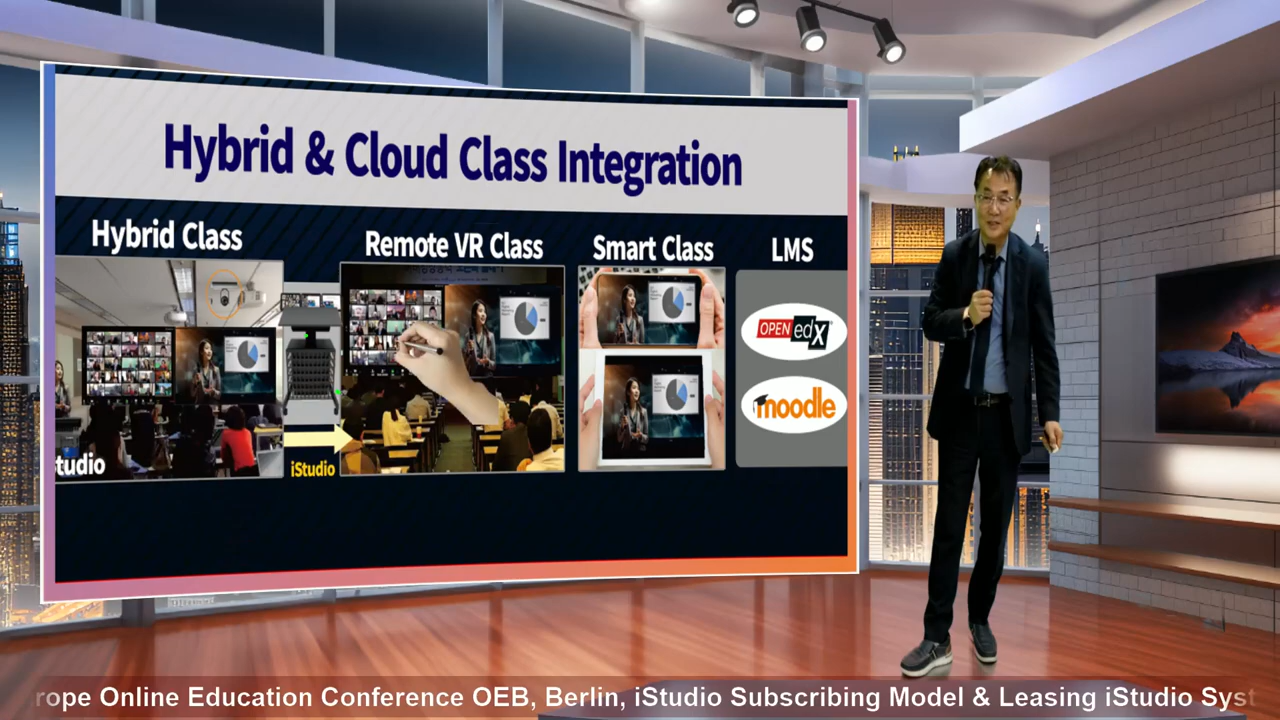 Hybrid & Cloud Class Integration
Hybrid Class
Remote VR Class
Smart Class
LMS
OPEN edX
moodle
tudio
iStudio
rope Online Education Conference OEB, Berlin, iStudio Subscribing Model & Leasing iStudio Syst